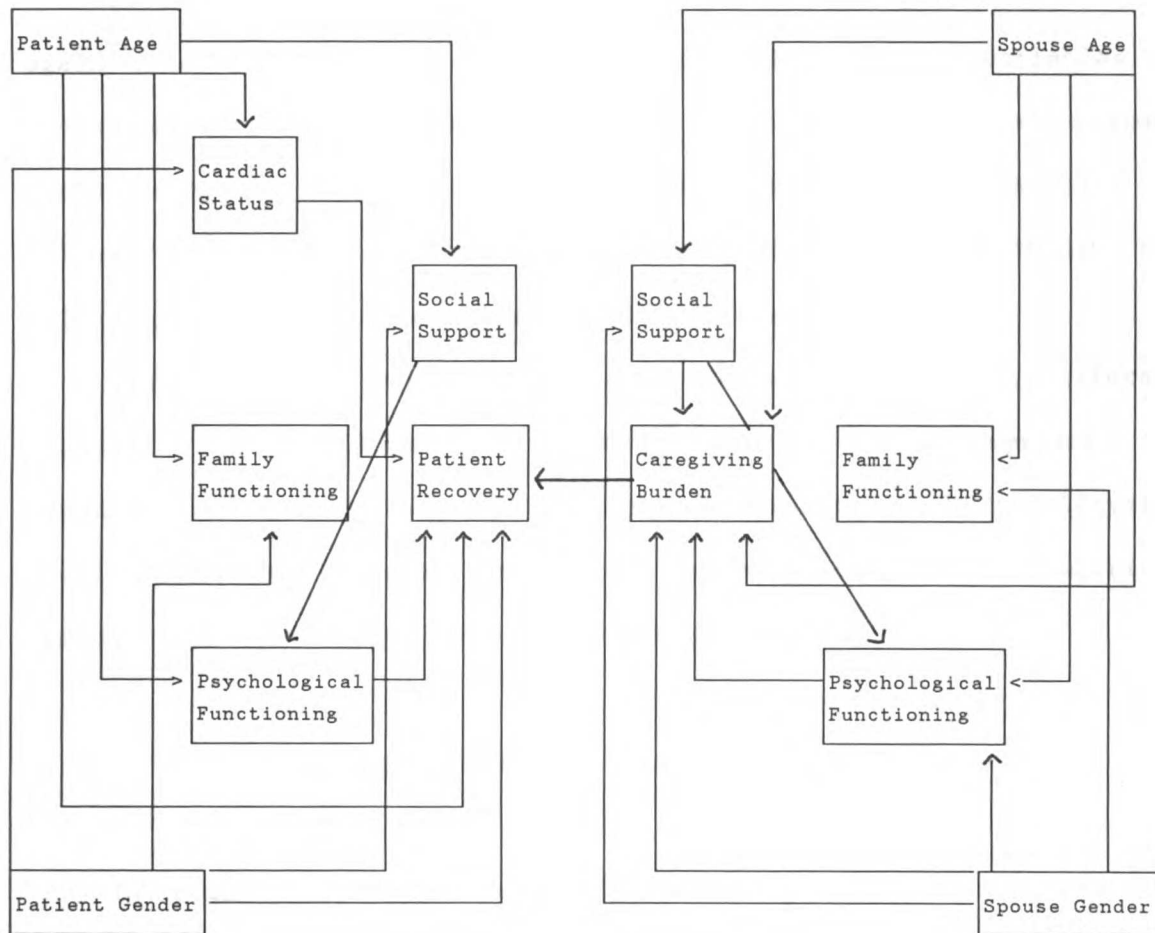 Patient Age
Spouse Age
Cardiac
Status
Social
Support
Social
Support
Family
Functioning
Patient
Recovery
Caregiving
Burden
Family
Functioning
Psychological
Functioning
Psychological
Functioning
Patient Gender
Spouse Gender